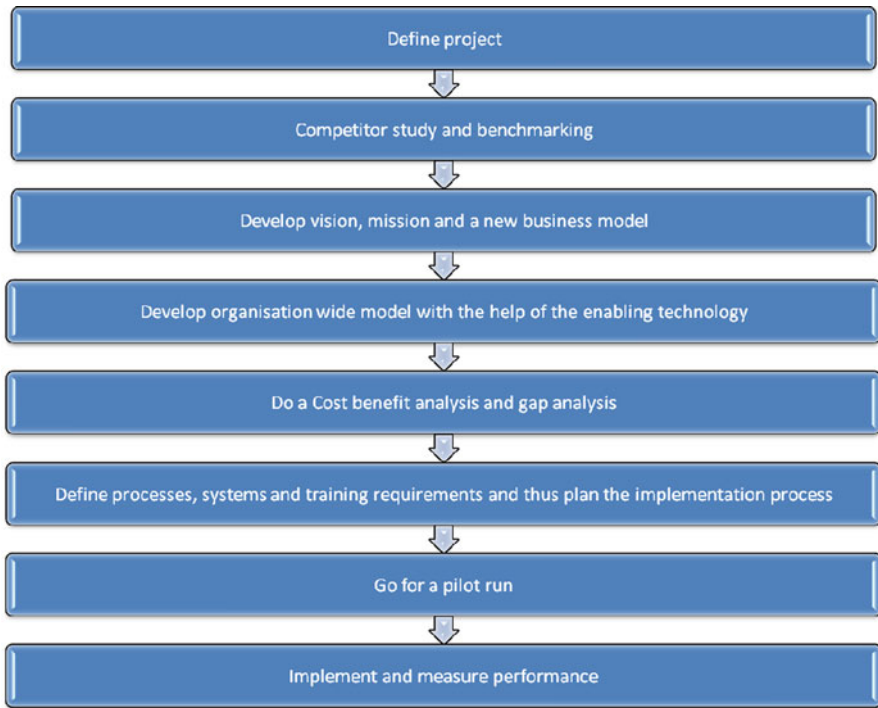 Define project
Competitor study and benchmarking
Develop vision, mission and a new business model
Develop organisation wide model with the help of the enabling technology
Do a Cost benefit analysis and gap analysis
Define processes, systems and training requirements and thus plan the implementation process
Go for a pilot run
Implement and measure performance